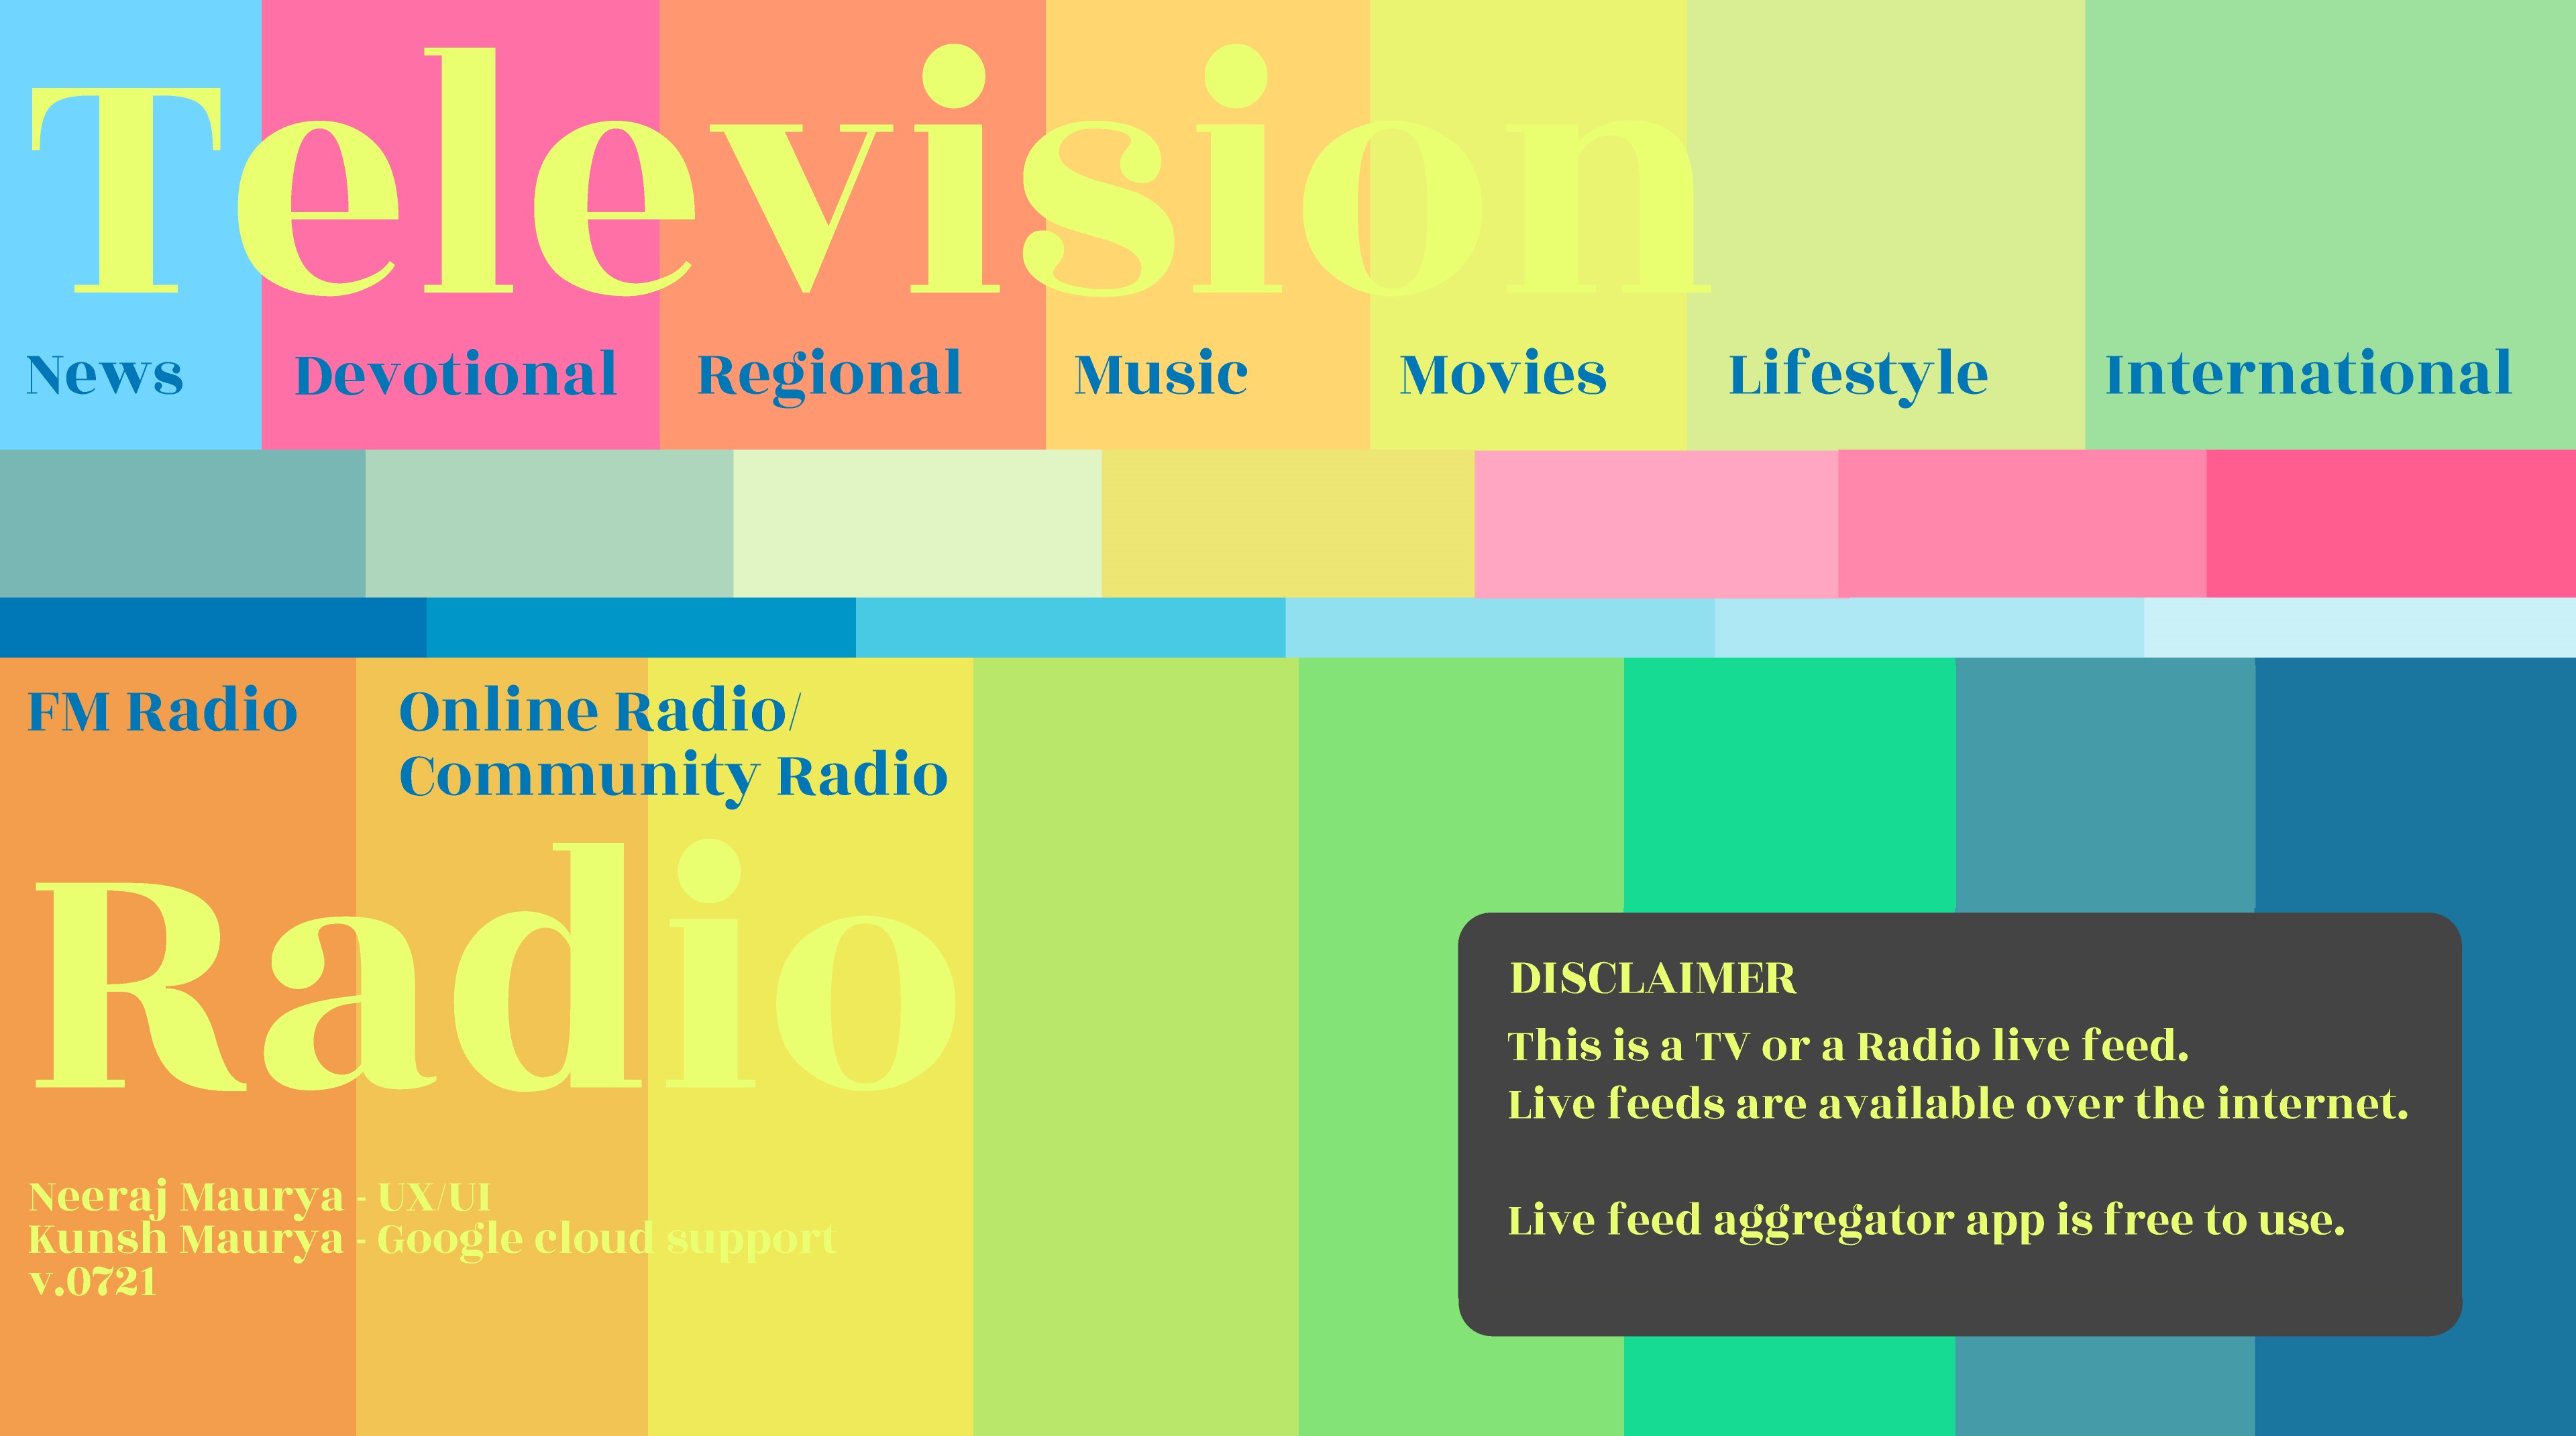 Television
News
Devotional
Regional
Music
Movies
Lifestyle
International
FM Radio
Online Radio/
Community Radio
Radio
Neeraj Maurya - UX/UI
Kunsh Maurya - Google cloud support
v.0721
DISCLAIMER
This is a TV or a Radio live feed.
Live feeds are available over the internet.
Live feed aggregator app is free to use.